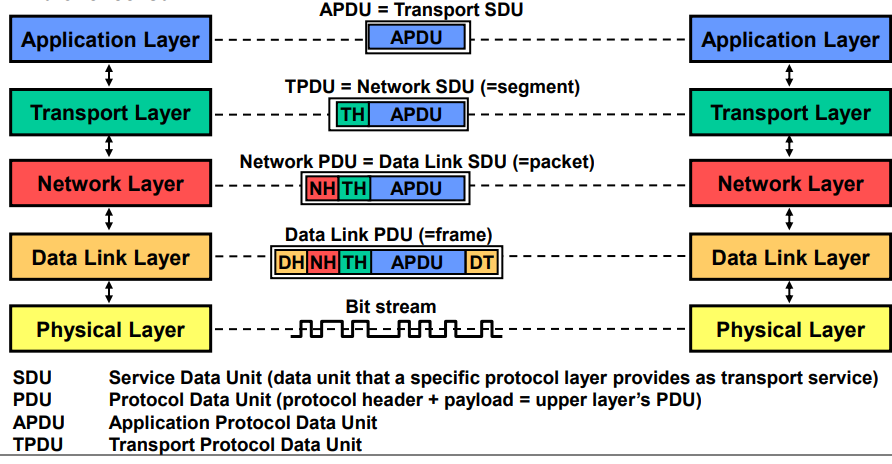 APDU = Transport SDU
Application Layer APDU Application Layer
TPDU = Network SDU (=segment)
Transport Layer TH APDU Transport Layer
Network PDU = Data Link SDU (=packet)
Network Layer NH TH APDU Network Layer
Data Link PDU (=frame)
Data Link Layer DH NH TH APDU DT Data Link Layer
Bit stream
Physical Layer Physical Layer
SDU Service Data Unit (data unit that a specific protocol layer provides as transport service)
PDU Protocol Data Unit (protocol header + payload = upper layer's PDU)
APDU Application Protocol Data Unit
TPDU Transport Protocol Data Unit